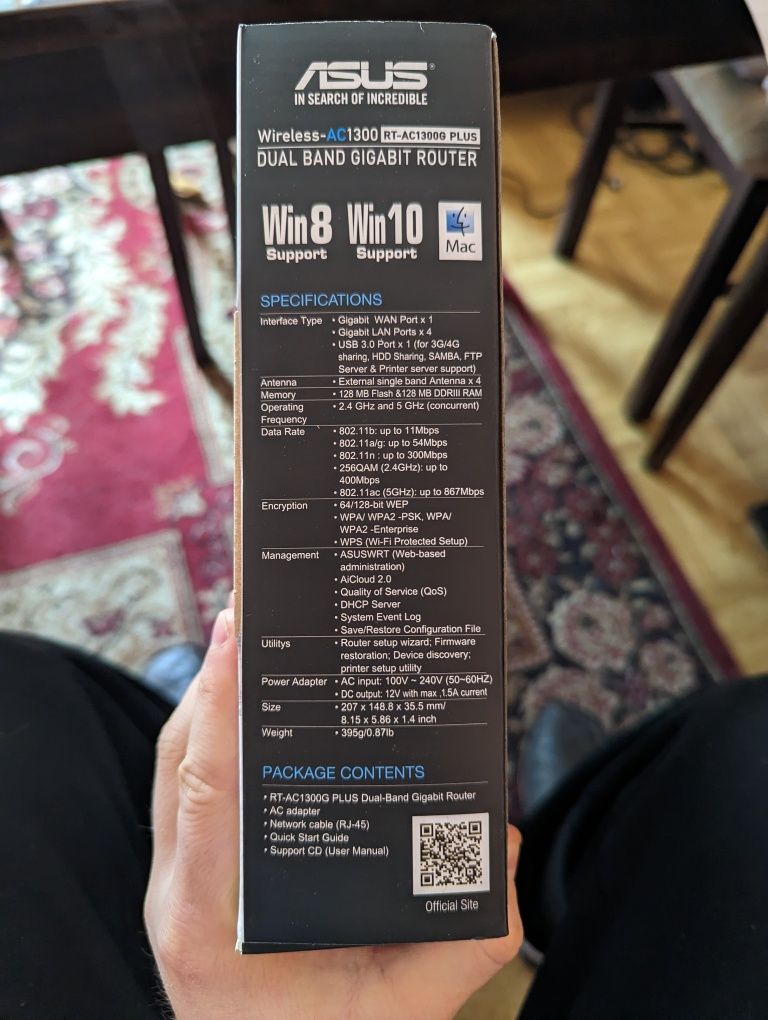 ASUS®
IN SEARCH OF INCREDIBLE
Wireless-AC1300 RT-AC1300G PLUS
DUAL BAND GIGABIT ROUTER
Win8 Support Win10 Support Mac
SPECIFICATIONS
Interface Type • Gigabit WAN Port x 1
• Gigabit LAN Ports x 4
• USB 3.0 Port x 1 (for 3G/4G
sharing, HDD Sharing, SAMBA, FTP
Server & Printer server support)
Antenna • External single band Antenna x 4
Memory • 128 MB Flash &128 MB DDRIII RAM
Operating • 2.4 GHz and 5 GHz (concurrent)
Frequency
Data Rate • 802.11b: up to 11Mbps
• 802.11a/g: up to 54Mbps
• 802.11n : up to 300Mbps
• 256QAM (2.4GHz): up to
400Mbps
• 802.11ac (5GHz): up to 867Mbps
Encryption • 64/128-bit WEP
• WPA/ WPA2 -PSK, WPA/
WPA2 -Enterprise
• WPS (Wi-Fi Protected Setup)
Management • ASUSWRT (Web-based
administration)
• AiCloud 2.0
• Quality of Service (QoS)
• DHCP Server
• System Event Log
• Save/Restore Configuration File
Utilitys • Router setup wizard; Firmware
restoration; Device discovery;
printer setup utility
Power Adapter • AC input: 100V ~ 240V (50~60HZ)
• DC output: 12V with max .1.5A current
Size • 207 x 148.8 x 35.5 mm/
8.15 x 5.86 x 1.4 inch
Weight • 395g/0.87lb
PACKAGE CONTENTS
• RT-AC1300G PLUS Dual-Band Gigabit Router
• AC adapter
• Network cable (RJ-45)
• Quick Start Guide
• Support CD (User Manual)
Official Site